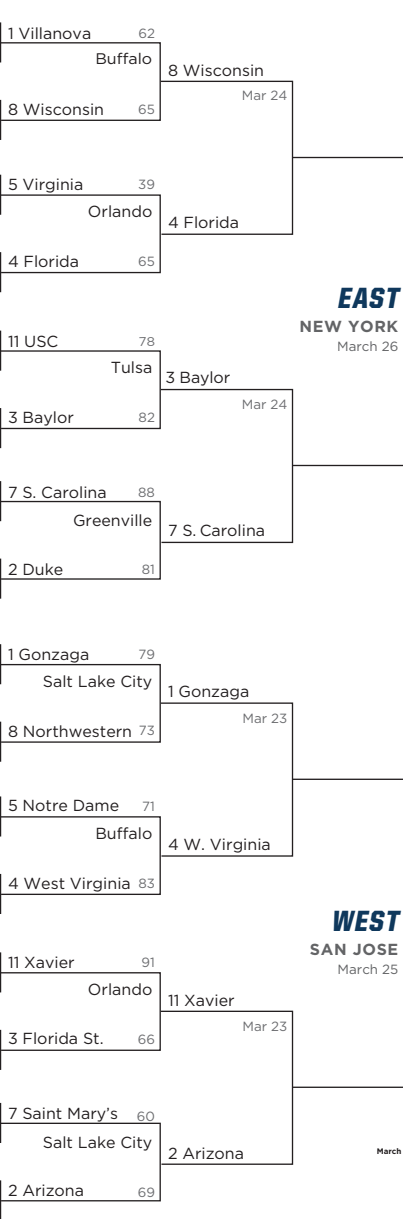 1 Villanova 62
Buffalo
8 Wisconsin
Mar 24
8 Wisconsin 65
5 Virginia 39
Orlando
4 Florida
4 Florida 65
EAST
NEW YORK
March 26
11 USC 78
Tulsa
3 Baylor
Mar 24
3 Baylor 82
7 S. Carolina 88
Greenville
7 S. Carolina
2 Duke 81
1 Gonzaga 79
Salt Lake City
1 Gonzaga
Mar 23
8 Northwestern 73
5 Notre Dame 71
Buffalo
4 W. Virginia
4 West Virginia 83
WEST
SAN JOSE
March 25
11 Xavier 91
Orlando
11 Xavier
Mar 23
3 Florida St. 66
7 Saint Mary's 60
Salt Lake City
2 Arizona
March
2 Arizona 69